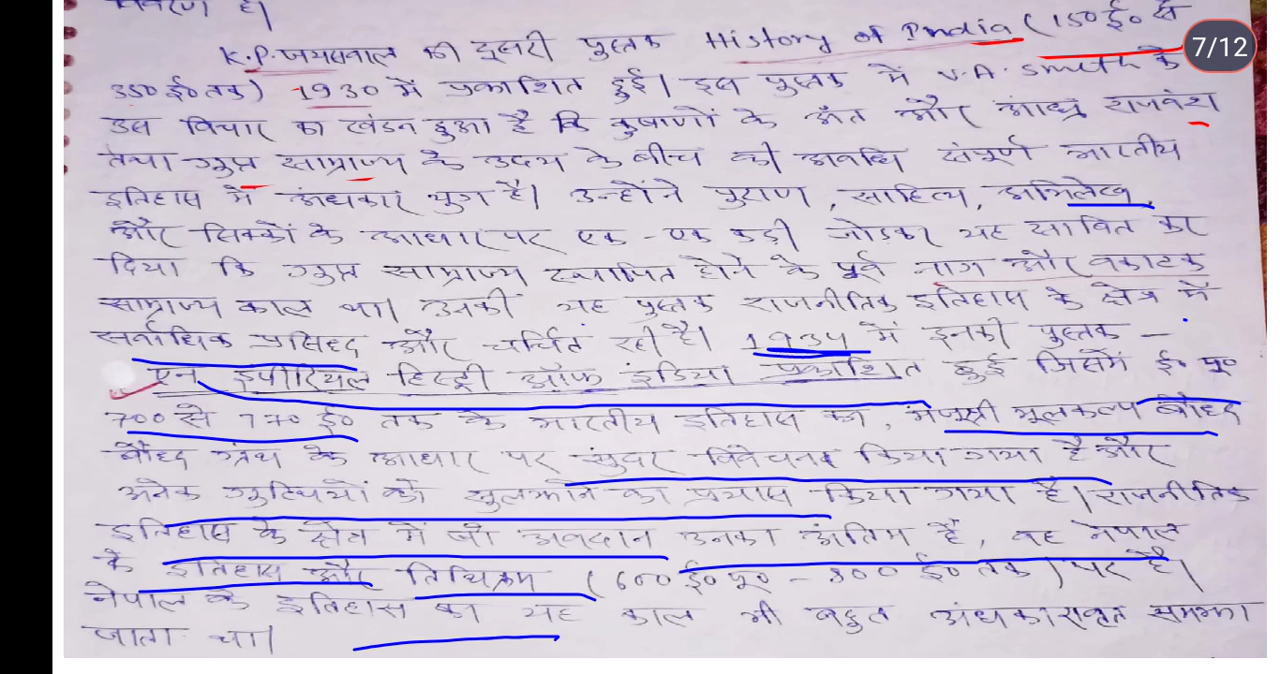 है।
7/12
K.P. जयसवाल की दूसरी पुस्तक History of India (150 ई० से
350 ई० तक) 1930 में प्रकाशित हुई। इस पुस्तक में V.A. Smith के
उस विचार का खंडन हुआ है कि कुषाणों के अंत और आंध्र राजवंश
तथा गुप्त साम्राज्य के उदय के बीच की अवधि संपूर्ण भारतीय
इतिहास में अंधकार युग है। उन्होंने पुराण, साहित्य, अभिलेख,
और सिक्कों के आधार पर एक-एक कड़ी जोड़कर यह साबित कर
दिया कि गुप्त साम्राज्य स्थापित होने के पूर्व नाग और वकाटक
साम्राज्य काल था। उनकी यह पुस्तक राजनीतिक इतिहास के क्षेत्र में
सर्वाधिक प्रसिद्द और चर्चित रही है। 1934 में इनकी पुस्तक -
एन इंपीरियल हिस्ट्री ऑफ इंडिया प्रकाशित हुई जिसमें ई० पू०
700 से 770 ई० तक के भारतीय इतिहास का, मंजूश्री मूलकल्प बौद्द
बौद्द ग्रंथ के आधार पर सुंदर विवेचन किया गया है और
अनेक गुत्थियों को सुलझाने का प्रयास किया गया है। राजनीतिक
इतिहास के क्षेत्र में जो अवदान उनका अंतिम है, वह नेपाल
के इतिहास और तिथिक्रम (600 ई० पू० - 800 ई० तक) पर है।
नेपाल के इतिहास का यह काल भी बहुत अंधकारावृत समझा
जाता था।